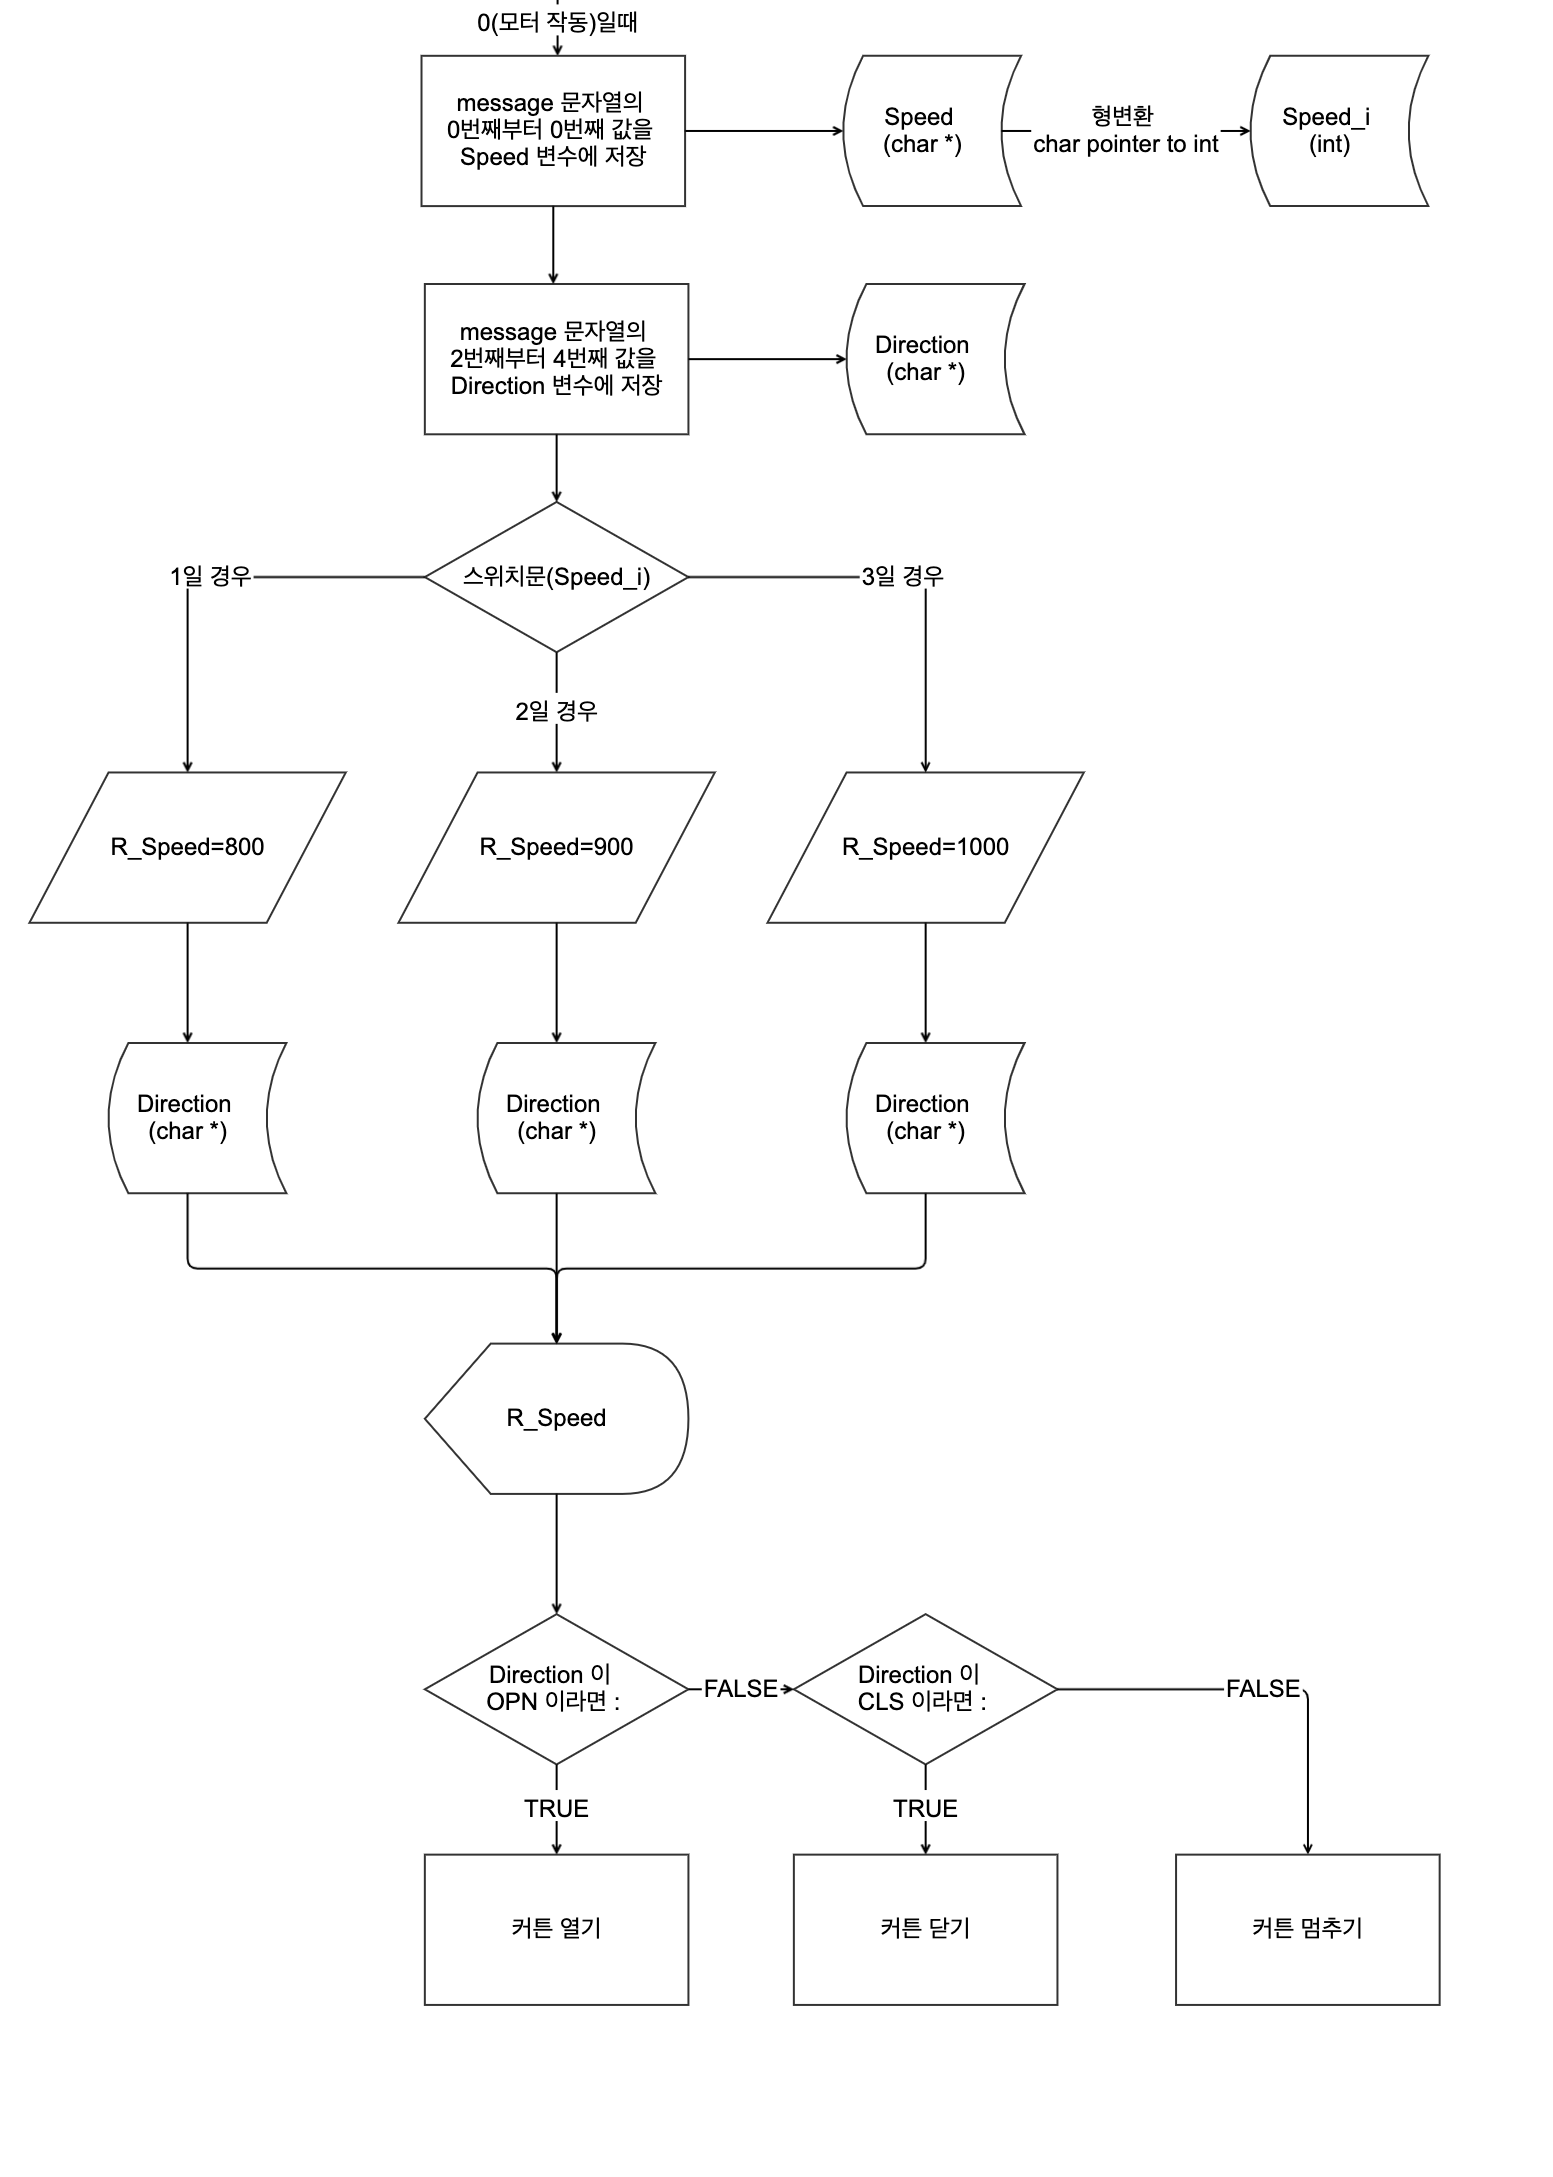 0(모터 작동)일때
message 문자열의
0번째부터 0번째 값을
Speed 변수에 저장
Speed
(char *)
형변환
char pointer to int
Speed_i
(int)
message 문자열의
2번째부터 4번째 값을
Direction 변수에 저장
Direction
(char *)
1일 경우
스위치문(Speed_i)
3일 경우
2일 경우
R_Speed=800
R_Speed=900
R_Speed=1000
Direction
(char *)
Direction
(char *)
Direction
(char *)
R_Speed
Direction 이
OPN 이라면 :
FALSE
Direction 이
CLS 이라면 :
FALSE
TRUE
TRUE
커튼 열기
커튼 닫기
커튼 멈추기